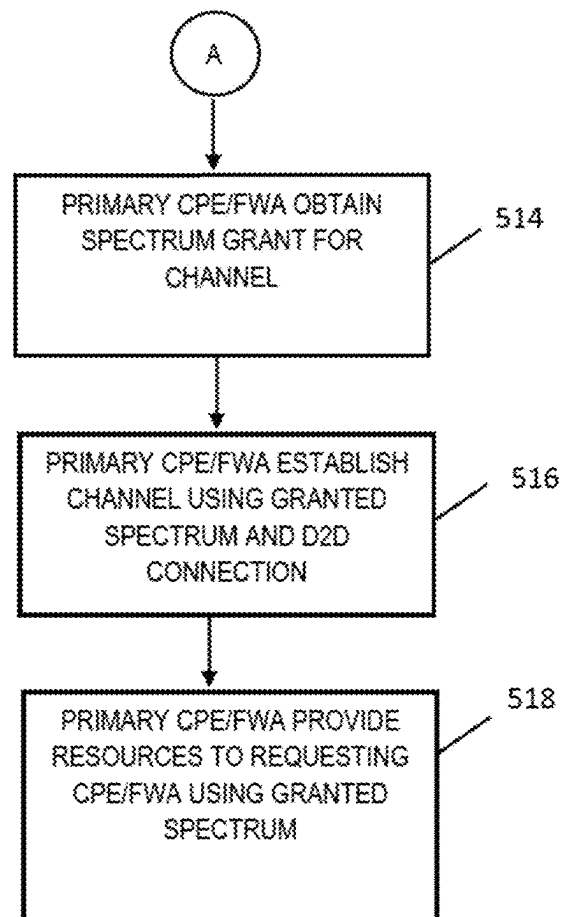 A
PRIMARY CPE/FWA OBTAIN
SPECTRUM GRANT FOR
CHANNEL
514
PRIMARY CPE/FWA ESTABLISH
CHANNEL USING GRANTED
SPECTRUM AND D2D
CONNECTION
516
PRIMARY CPE/FWA PROVIDE
RESOURCES TO REQUESTING
CPE/FWA USING GRANTED
SPECTRUM
518